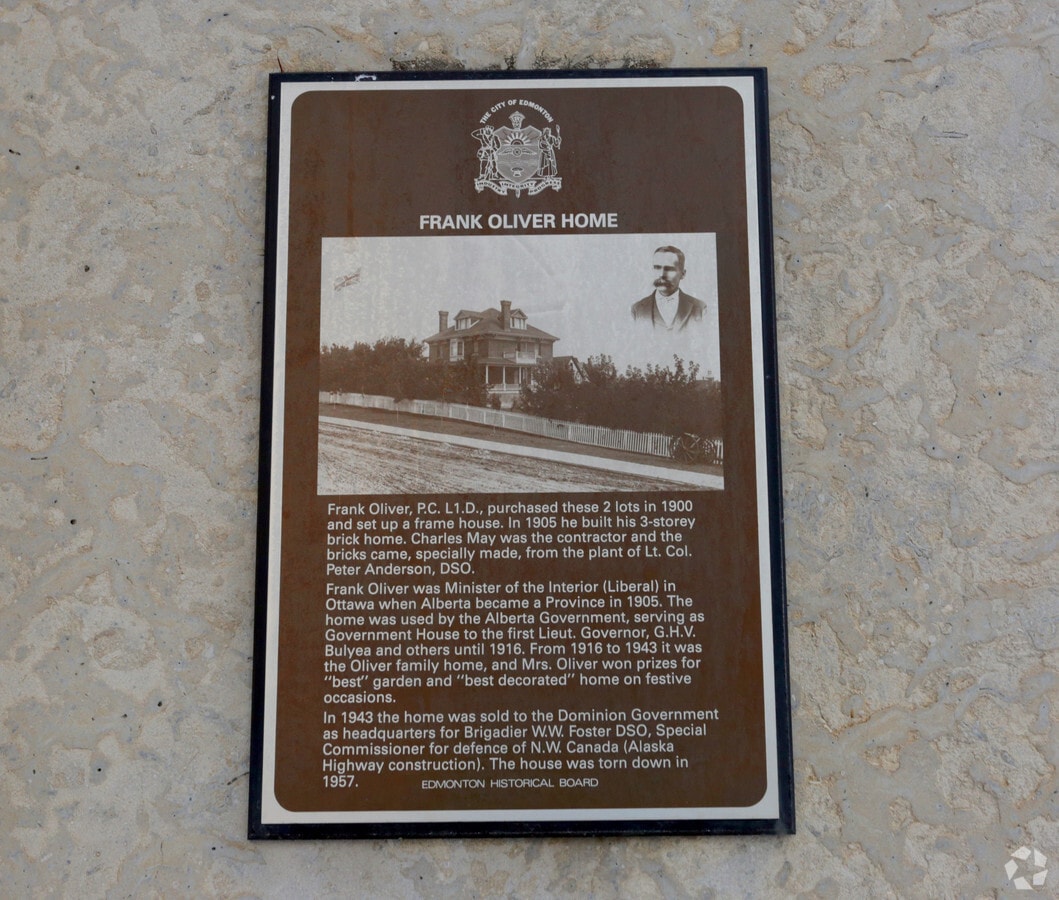 THE CITY OF EDMONTON
FRANK OLIVER HOME
Frank Oliver, P.C. L1.D., purchased these 2 lots in 1900
and set up a frame house. In 1905 he built his 3-storey
brick home. Charles May was the contractor and the
bricks came, specially made, from the plant of Lt. Col.
Peter Anderson, DSO.
Frank Oliver was Minister of the Interior (Liberal) in
Ottawa when Alberta became a Province in 1905. The
home was used by the Alberta Government, serving as
Government House to the first Lieut. Governor, G.H.V.
Bulyea and others until 1916. From 1916 to 1943 it was
the Oliver family home, and Mrs. Oliver won prizes for
"best" garden and "best decorated" home on festive
occasions.
In 1943 the home was sold to the Dominion Government
as headquarters for Brigadier W.W. Foster DSO, Special
Commissioner for defence of N.W. Canada (Alaska
Highway construction). The house was torn down in
1957.
EDMONTON HISTORICAL BOARD